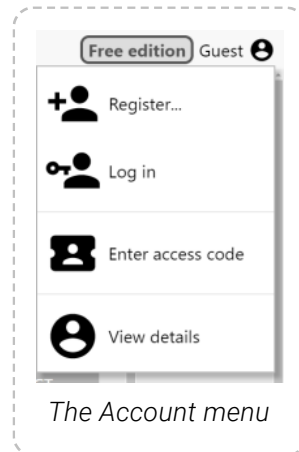 Free edition Guest
Register...
Log in
Enter access code
View details
The Account menu